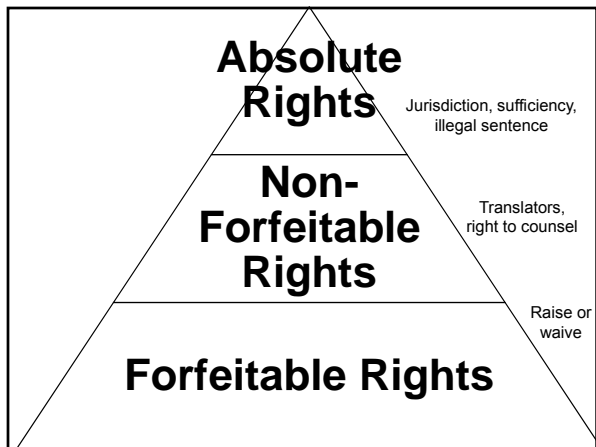 Absolute
Rights
Jurisdiction, sufficiency,
illegal sentence
Non-
Forfeitable
Rights
Translators,
right to counsel
Raise or
waive
Forfeitable Rights